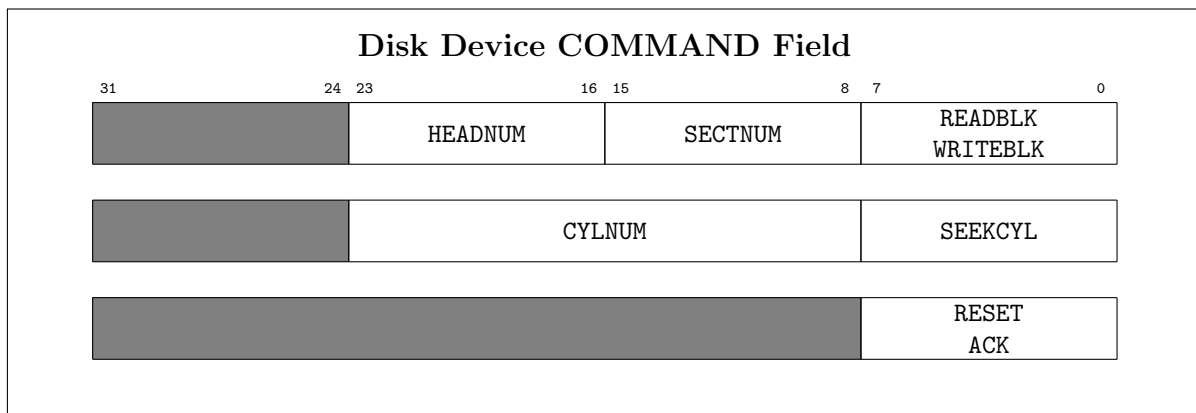 Disk Device COMMAND Field
31 24 23 16 15 8 7 0
HEADNUM SECTNUM READBLK
WRITEBLK
CYLNUM SEEKCYL
RESET
ACK